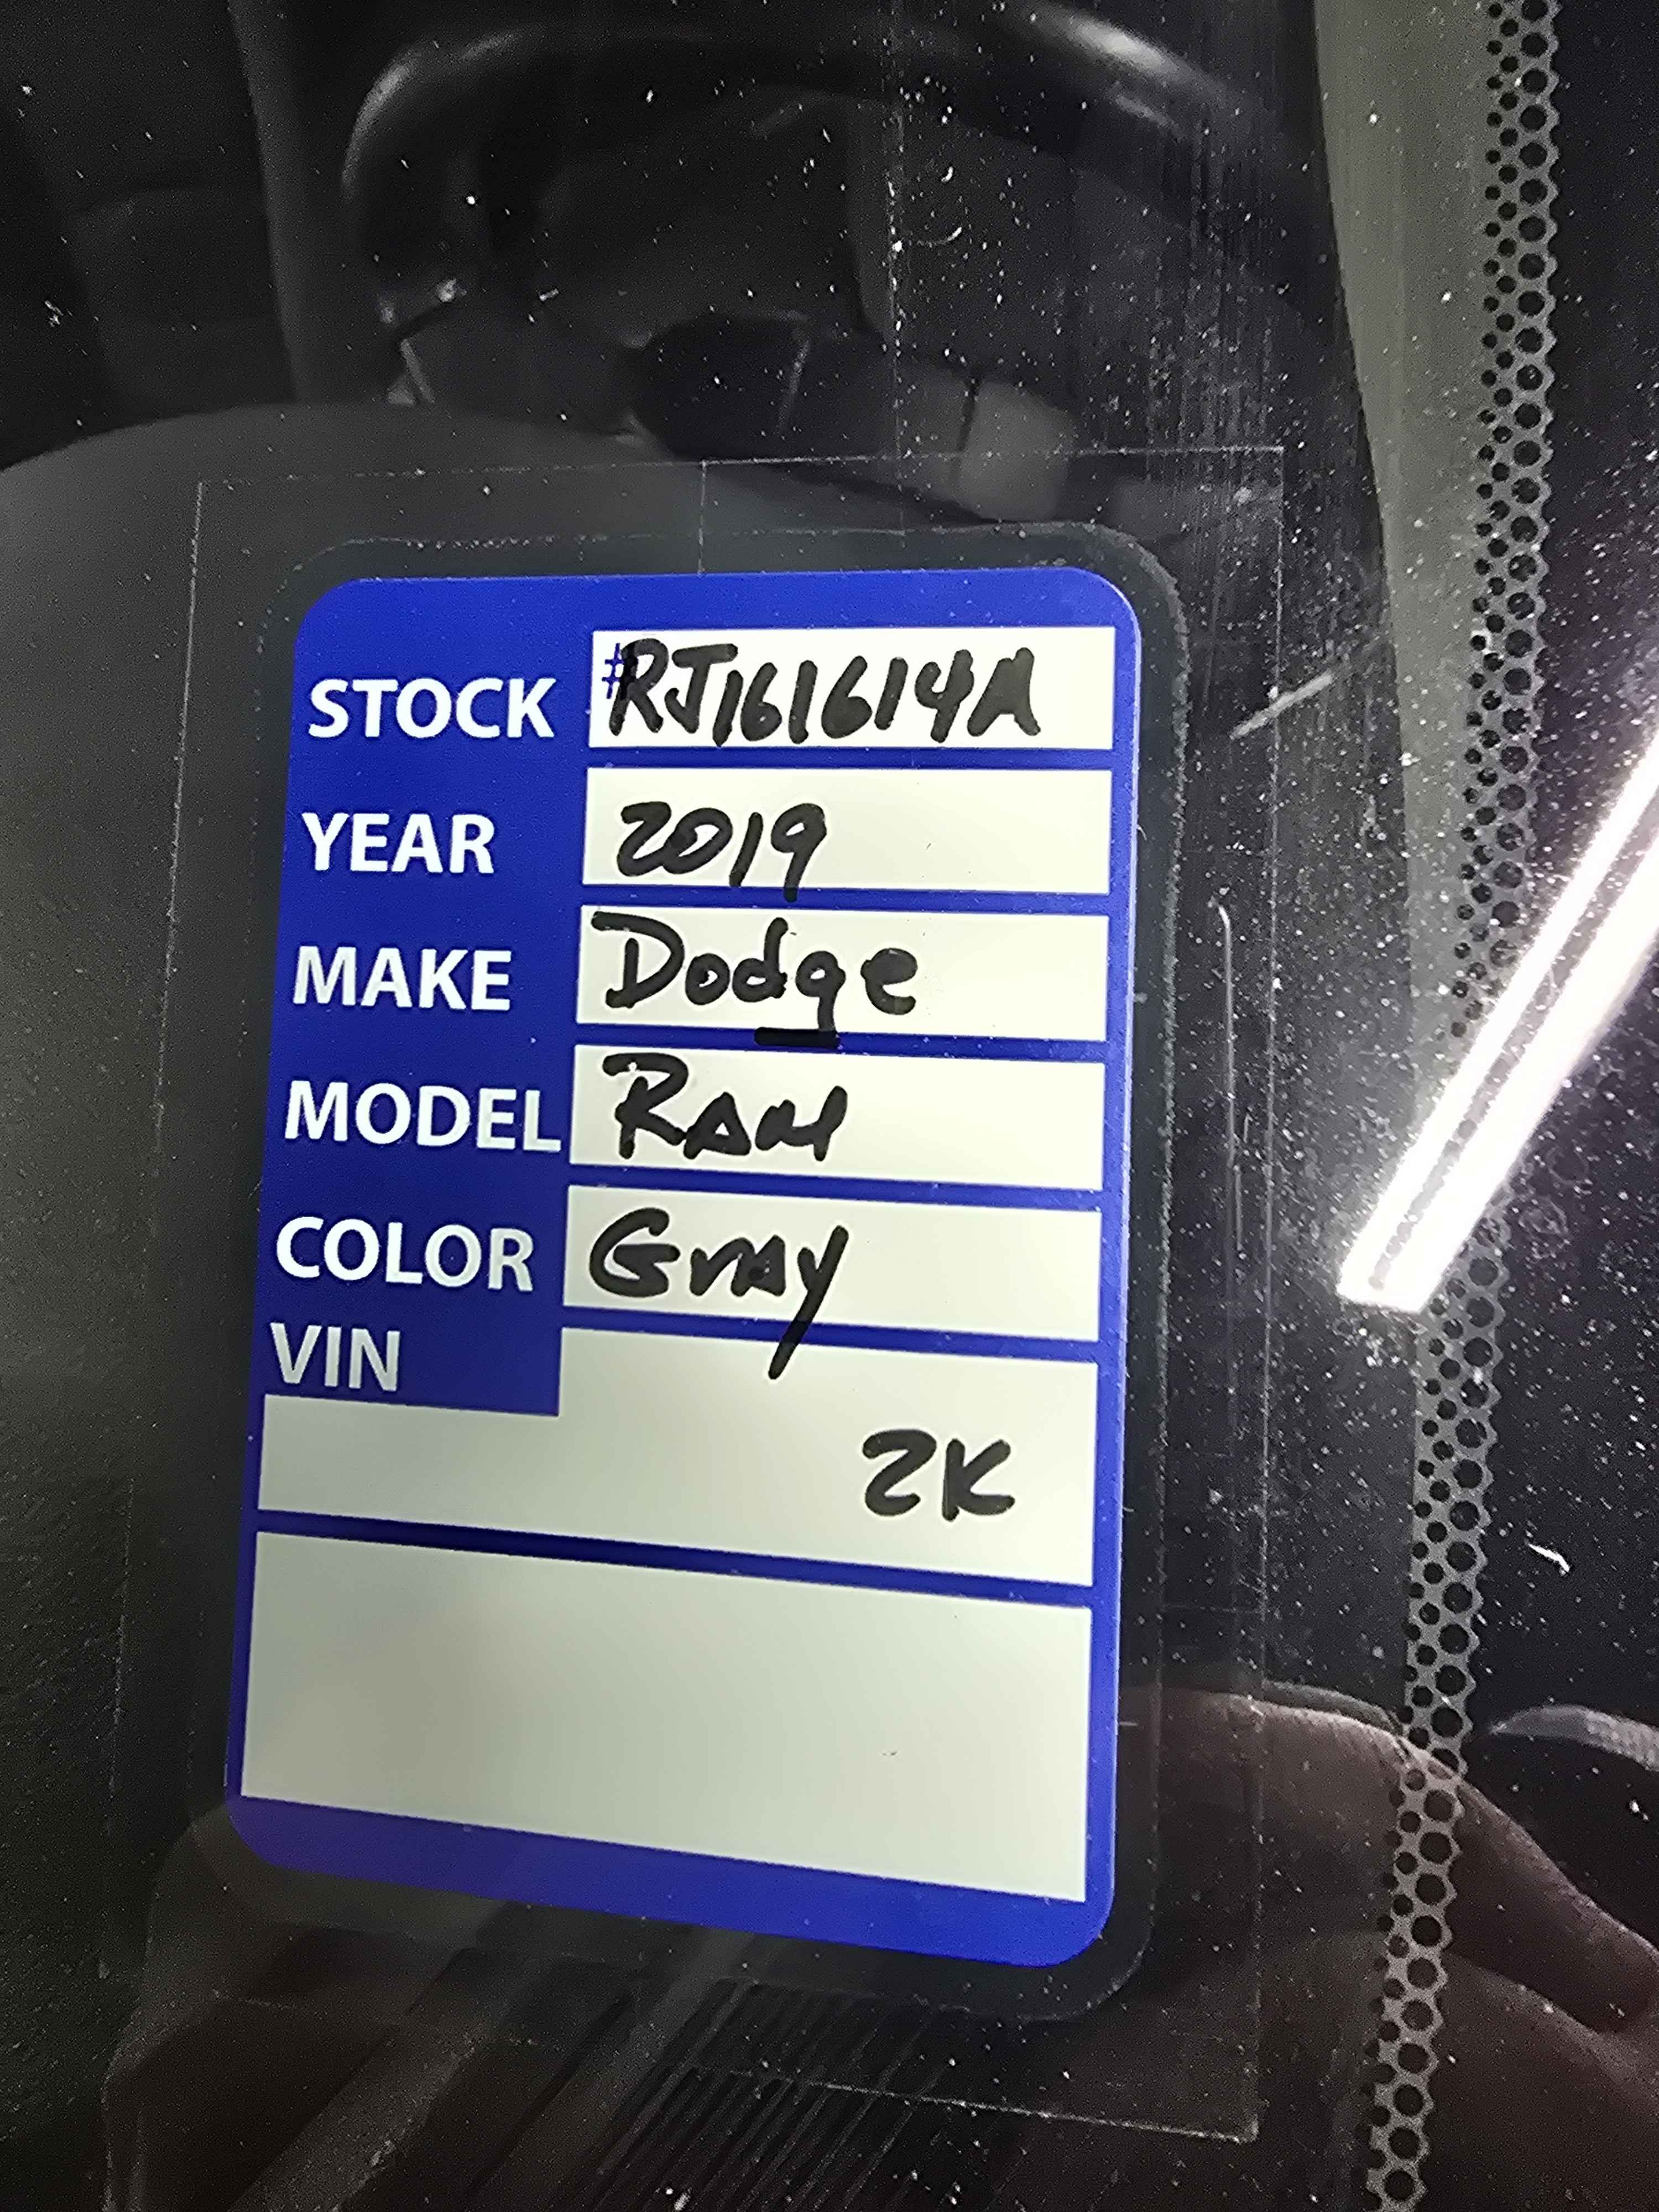 STOCK #RJ161614A
YEAR 2019
MAKE Dodge
MODEL RAM
COLOR Gray
VIN
2K